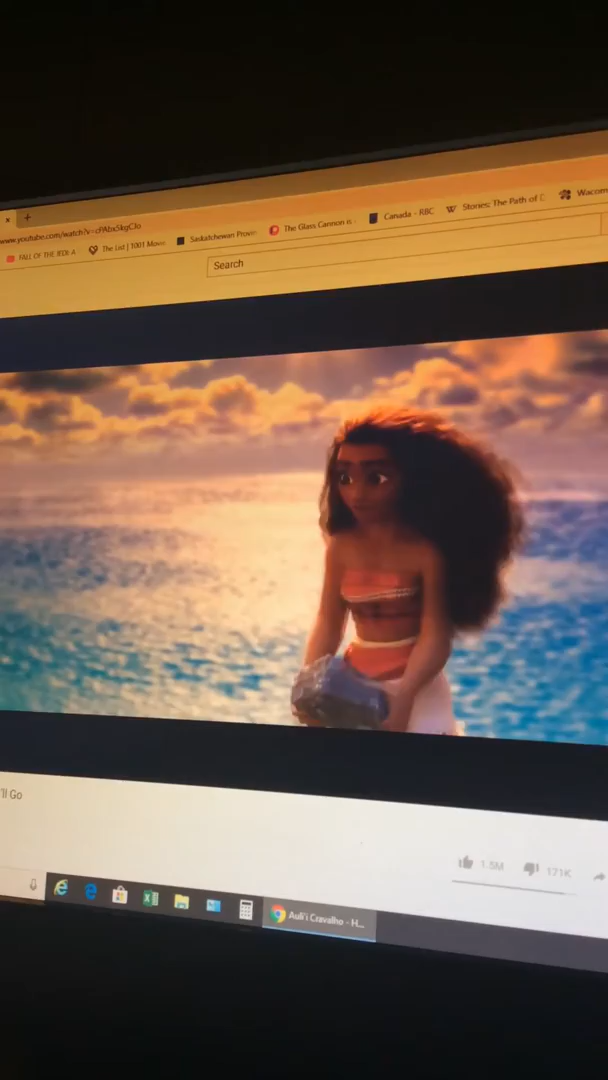 x +
www.youtube.com/watch?v=cPAbx5kgCJo
FALL OF THE JEDI A
The List | 1001 Movie
Saskatchewan Provin
The Glass Cannon is -
Canada - RBC
W Stories: The Path of C
Wacom
Search
'll Go
1.5M
171K
Auli'i Cravalho - H...